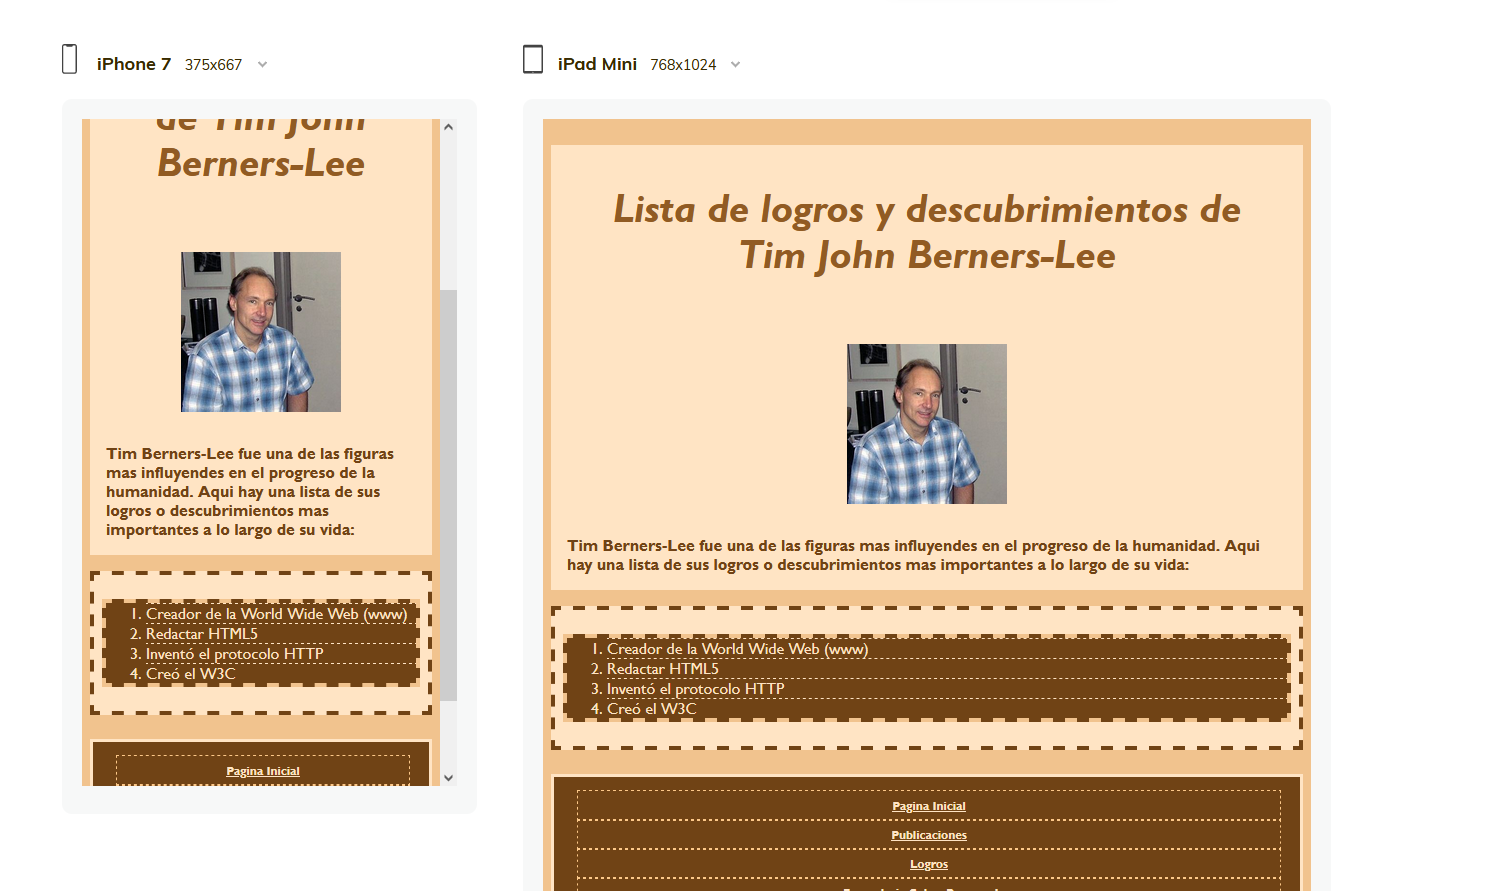 iPhone 7 375x667
de Tim John
Berners-Lee
Tim Berners-Lee fue una de las figuras
mas influyendes en el progreso de la
humanidad. Aqui hay una lista de sus
logros o descubrimientos mas
importantes a lo largo de su vida:
1. Creador de la World Wide Web (www)
2. Redactar HTML5
3. Inventó el protocolo HTTP
4. Creó el W3C
Pagina Inicial
iPad Mini 768x1024
Lista de logros y descubrimientos de
Tim John Berners-Lee
Tim Berners-Lee fue una de las figuras mas influyendes en el progreso de la humanidad. Aqui
hay una lista de sus logros o descubrimientos mas importantes a lo largo de su vida:
1. Creador de la World Wide Web (www)
2. Redactar HTML5
3. Inventó el protocolo HTTP
4. Creó el W3C
Pagina Inicial
Publicaciones
Logros